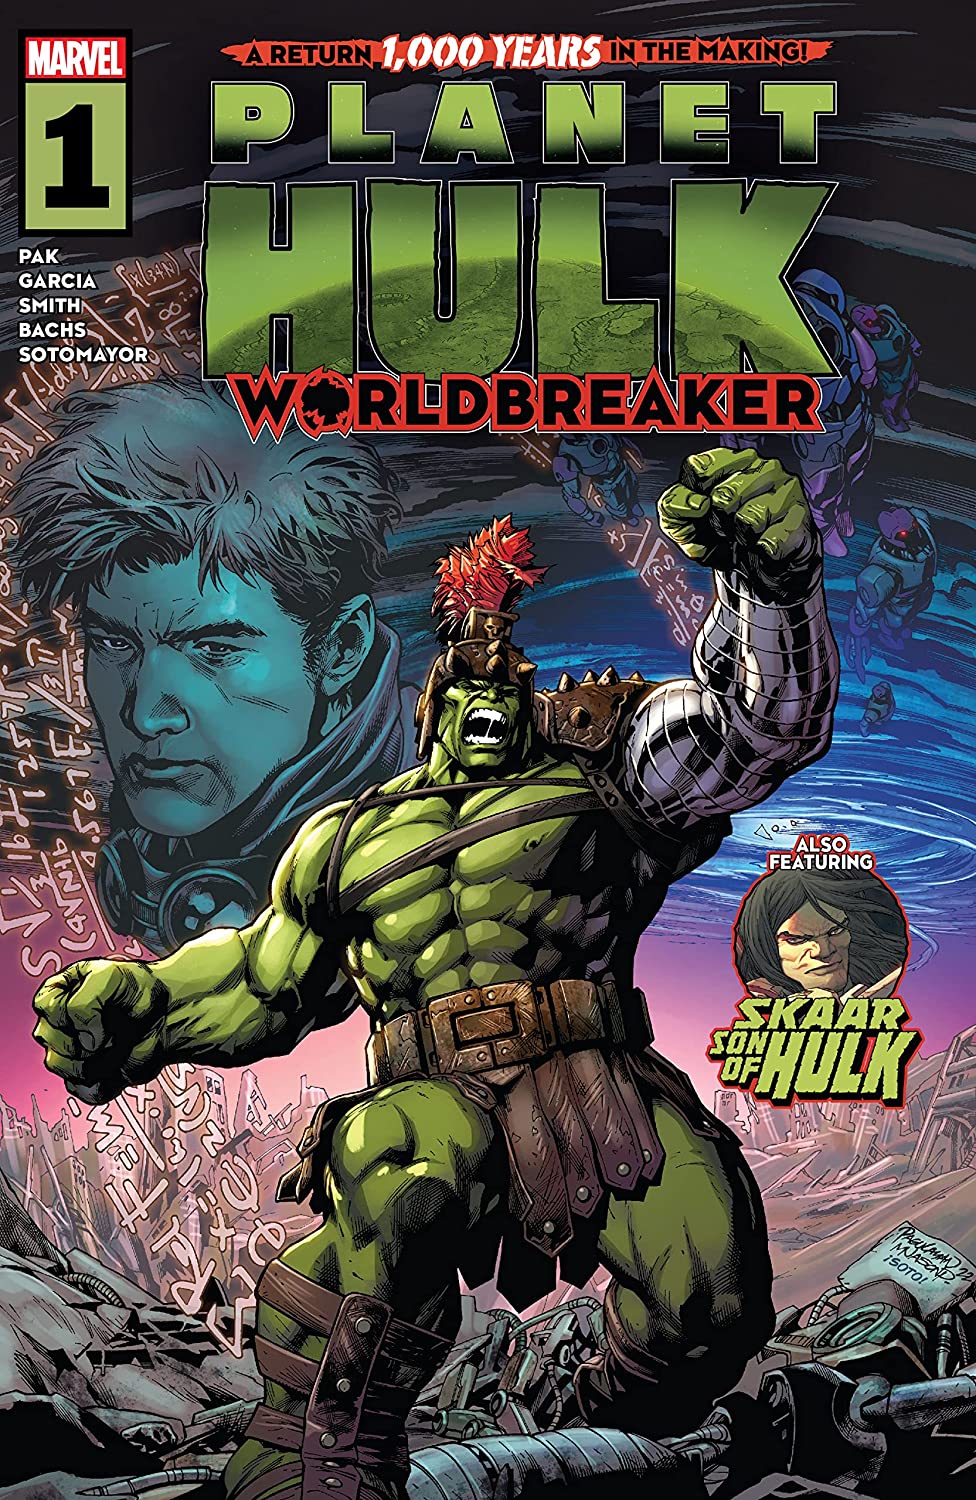 MARVEL
1
PAK
GARCIA
SMITH
BACHS
SOTOMAYOR
A RETURN 1,000 YEARS IN THE MAKING!
PLANET
HULK
WORLDBREAKER
ALSO
FEATURING
SKAAR
SON OF HULK
SOTO!